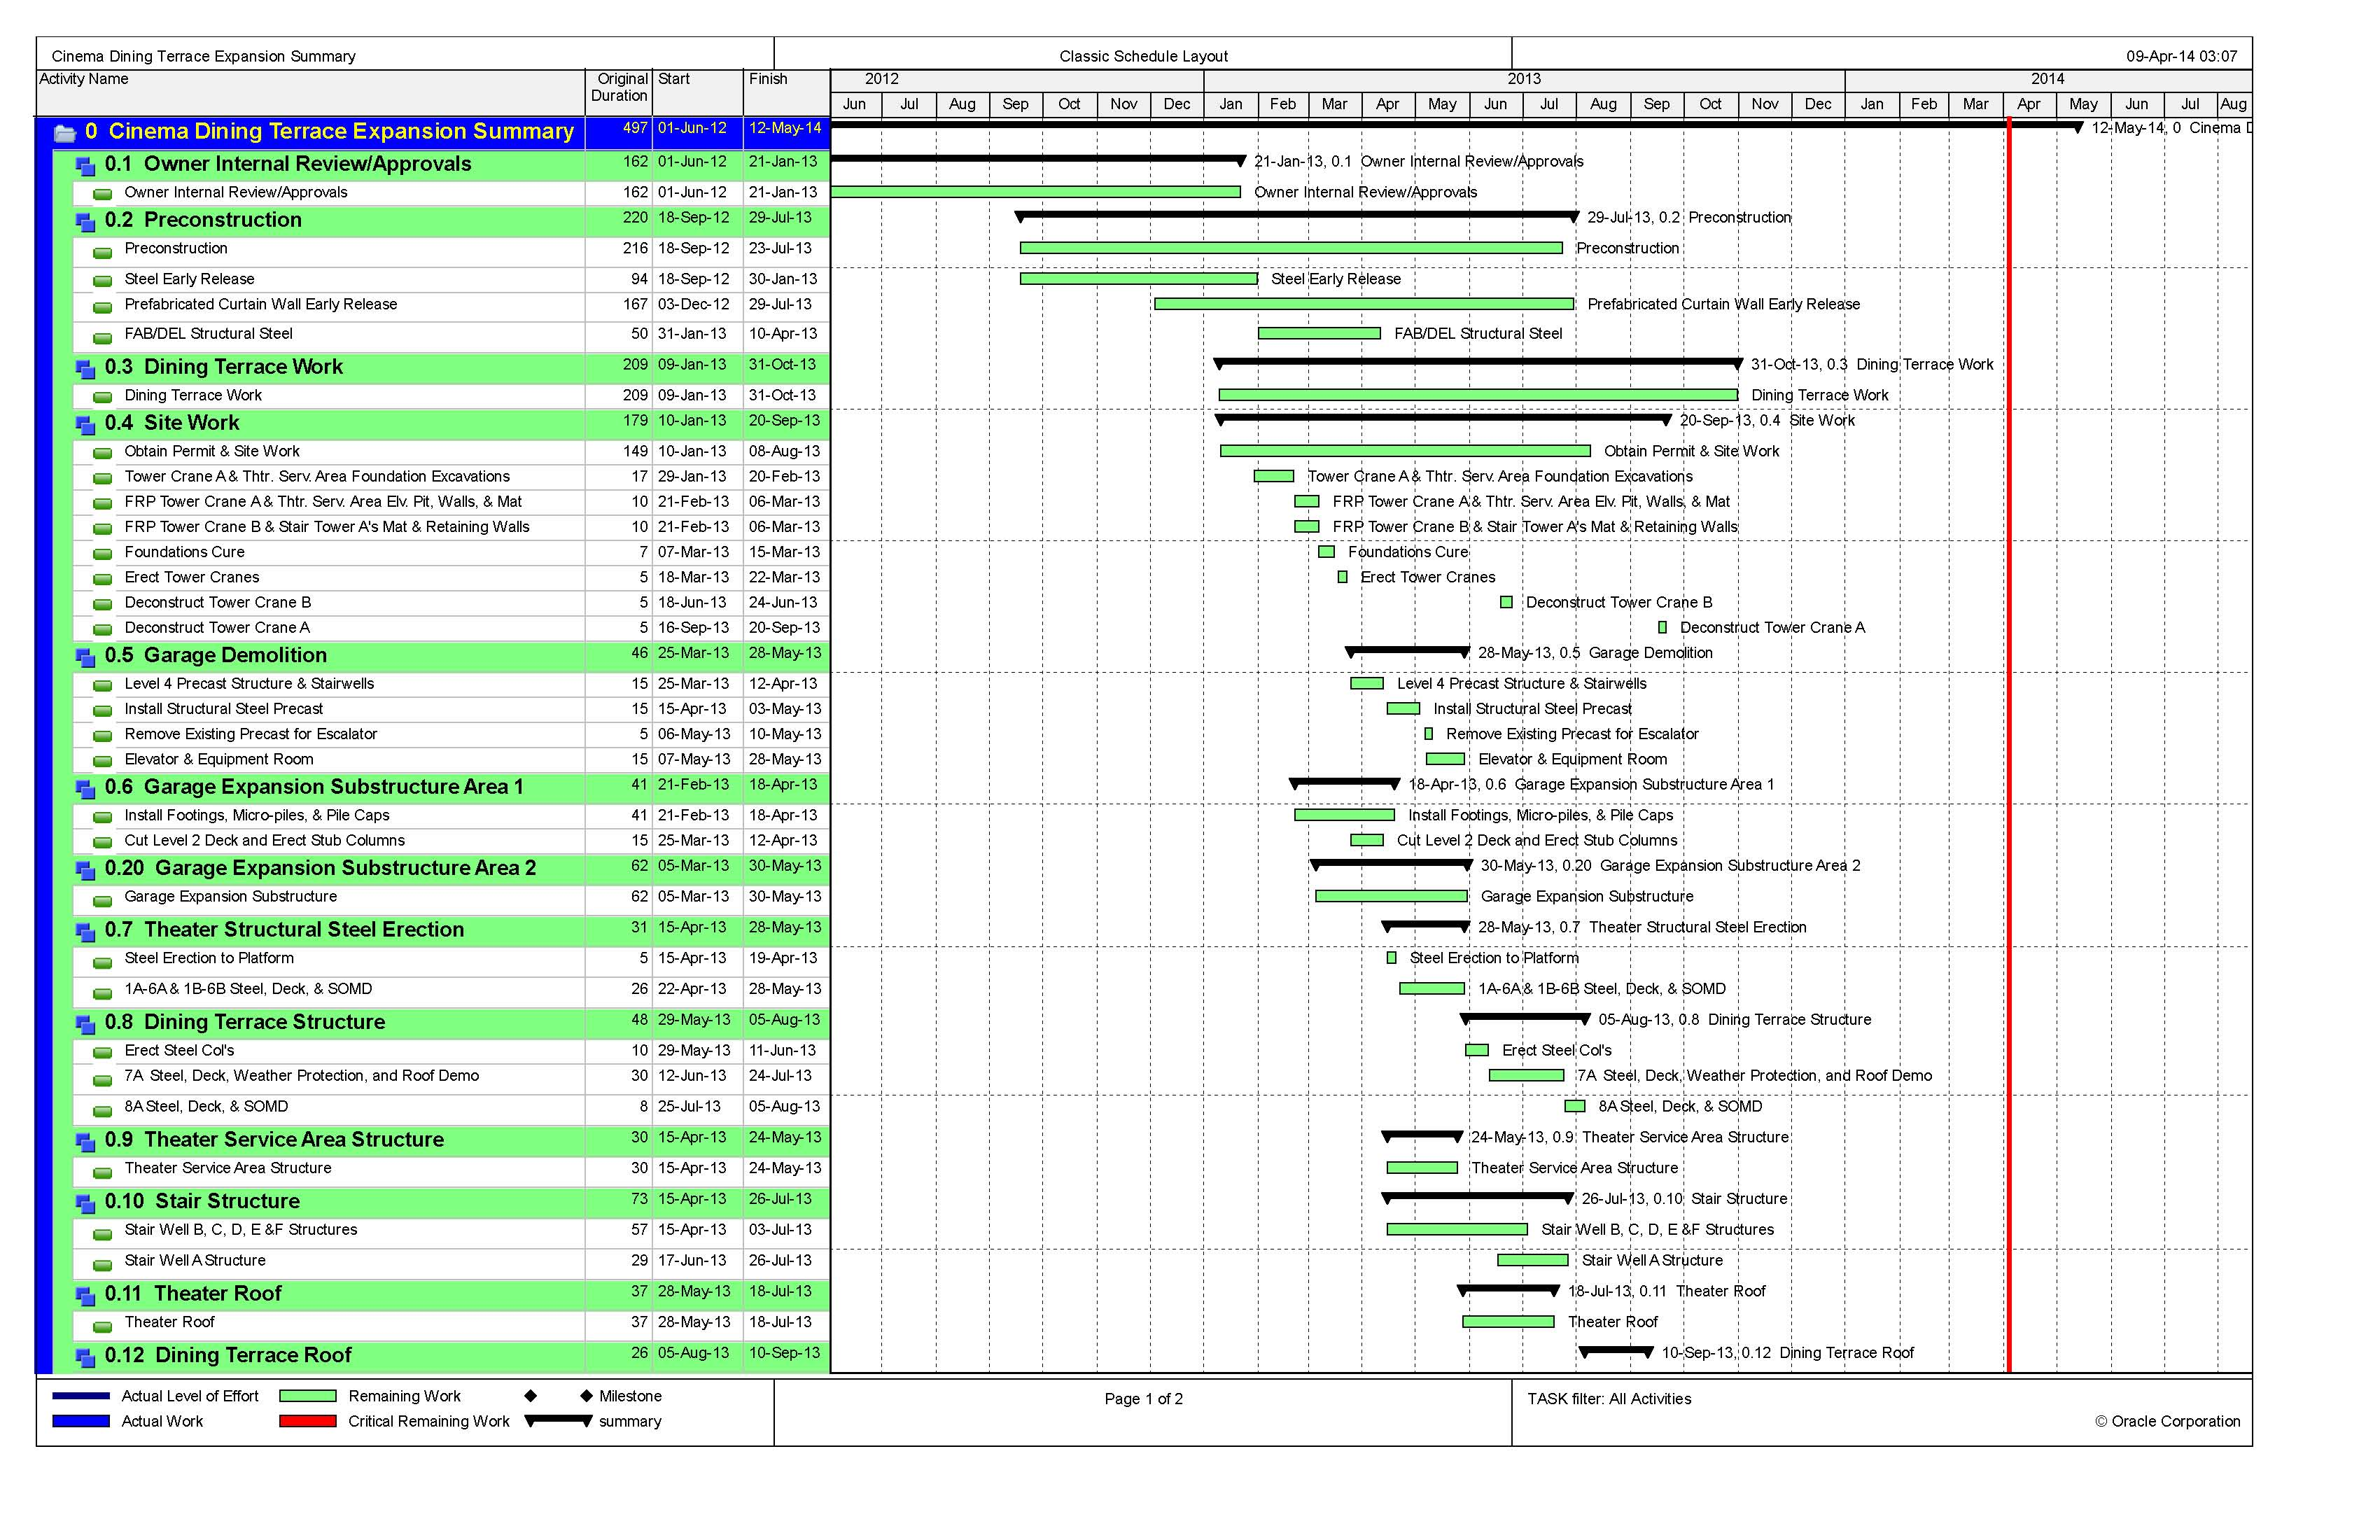 Cinema Dining Terrace Expansion Summary Classic Schedule Layout 09-Apr-14 03:07
Activity Name Original Duration Start Finish 2012 2013 2014
Jun Jul Aug Sep Oct Nov Dec Jan Feb Mar Apr May Jun Jul Aug Sep Oct Nov Dec Jan Feb Mar Apr May Jun Jul Aug
0 Cinema Dining Terrace Expansion Summary 497 01-Jun-12 12-May-14 12-May-14, 0 Cinema D
0.1 Owner Internal Review/Approvals 162 01-Jun-12 21-Jan-13 21-Jan-13, 0.1 Owner Internal Review/Approvals
Owner Internal Review/Approvals 162 01-Jun-12 21-Jan-13 Owner Internal Review/Approvals
0.2 Preconstruction 220 18-Sep-12 29-Jul-13 29-Jul-13, 0.2 Preconstruction
Preconstruction 216 18-Sep-12 23-Jul-13 Preconstruction
Steel Early Release 94 18-Sep-12 30-Jan-13 Steel Early Release
Prefabricated Curtain Wall Early Release 167 03-Dec-12 29-Jul-13 Prefabricated Curtain Wall Early Release
FAB/DEL Structural Steel 50 31-Jan-13 10-Apr-13 FAB/DEL Structural Steel
0.3 Dining Terrace Work 209 09-Jan-13 31-Oct-13 31-Oct-13, 0.3 Dining Terrace Work
Dining Terrace Work 209 09-Jan-13 31-Oct-13 Dining Terrace Work
0.4 Site Work 179 10-Jan-13 20-Sep-13 20-Sep-13, 0.4 Site Work
Obtain Permit & Site Work 149 10-Jan-13 08-Aug-13 Obtain Permit & Site Work
Tower Crane A & Thtr. Serv. Area Foundation Excavations 17 29-Jan-13 20-Feb-13 Tower Crane A & Thtr. Serv. Area Foundation Excavations
FRP Tower Crane A & Thtr. Serv. Area Elv. Pit, Walls, & Mat 10 21-Feb-13 06-Mar-13 FRP Tower Crane A & Thtr. Serv. Area Elv. Pit, Walls, & Mat
FRP Tower Crane B & Stair Tower A's Mat & Retaining Walls 10 21-Feb-13 06-Mar-13 FRP Tower Crane B & Stair Tower A's Mat & Retaining Walls
Foundations Cure 7 07-Mar-13 15-Mar-13 Foundations Cure
Erect Tower Cranes 5 18-Mar-13 22-Mar-13 Erect Tower Cranes
Deconstruct Tower Crane B 5 18-Jun-13 24-Jun-13 Deconstruct Tower Crane B
Deconstruct Tower Crane A 5 16-Sep-13 20-Sep-13 Deconstruct Tower Crane A
0.5 Garage Demolition 46 25-Mar-13 28-May-13 28-May-13, 0.5 Garage Demolition
Level 4 Precast Structure & Stairwells 15 25-Mar-13 12-Apr-13 Level 4 Precast Structure & Stairwells
Install Structural Steel Precast 15 15-Apr-13 03-May-13 Install Structural Steel Precast
Remove Existing Precast for Escalator 5 06-May-13 10-May-13 Remove Existing Precast for Escalator
Elevator & Equipment Room 15 07-May-13 28-May-13 Elevator & Equipment Room
0.6 Garage Expansion Substructure Area 1 41 21-Feb-13 18-Apr-13 18-Apr-13, 0.6 Garage Expansion Substructure Area 1
Install Footings, Micro-piles, & Pile Caps 41 21-Feb-13 18-Apr-13 Install Footings, Micro-piles, & Pile Caps
Cut Level 2 Deck and Erect Stub Columns 15 25-Mar-13 12-Apr-13 Cut Level 2 Deck and Erect Stub Columns
0.20 Garage Expansion Substructure Area 2 62 05-Mar-13 30-May-13 30-May-13, 0.20 Garage Expansion Substructure Area 2
Garage Expansion Substructure 62 05-Mar-13 30-May-13 Garage Expansion Substructure
0.7 Theater Structural Steel Erection 31 15-Apr-13 28-May-13 28-May-13, 0.7 Theater Structural Steel Erection
Steel Erection to Platform 5 15-Apr-13 19-Apr-13 Steel Erection to Platform
1A-6A & 1B-6B Steel, Deck, & SOMD 26 22-Apr-13 28-May-13 1A-6A & 1B-6B Steel, Deck, & SOMD
0.8 Dining Terrace Structure 48 29-May-13 05-Aug-13 05-Aug-13, 0.8 Dining Terrace Structure
Erect Steel Col's 10 29-May-13 11-Jun-13 Erect Steel Col's
7A Steel, Deck, Weather Protection, and Roof Demo 30 12-Jun-13 24-Jul-13 7A Steel, Deck, Weather Protection, and Roof Demo
8A Steel, Deck, & SOMD 8 25-Jul-13 05-Aug-13 8A Steel, Deck, & SOMD
0.9 Theater Service Area Structure 30 15-Apr-13 24-May-13 24-May-13, 0.9 Theater Service Area Structure
Theater Service Area Structure 30 15-Apr-13 24-May-13 Theater Service Area Structure
0.10 Stair Structure 73 15-Apr-13 26-Jul-13 26-Jul-13, 0.10 Stair Structure
Stair Well B, C, D, E &F Structures 57 15-Apr-13 03-Jul-13 Stair Well B, C, D, E &F Structures
Stair Well A Structure 29 17-Jun-13 26-Jul-13 Stair Well A Structure
0.11 Theater Roof 37 28-May-13 18-Jul-13 18-Jul-13, 0.11 Theater Roof
Theater Roof 37 28-May-13 18-Jul-13 Theater Roof
0.12 Dining Terrace Roof 26 05-Aug-13 10-Sep-13 10-Sep-13, 0.12 Dining Terrace Roof
Actual Level of Effort Remaining Work Milestone Page 1 of 2 TASK filter: All Activities
Actual Work Critical Remaining Work summary © Oracle Corporation